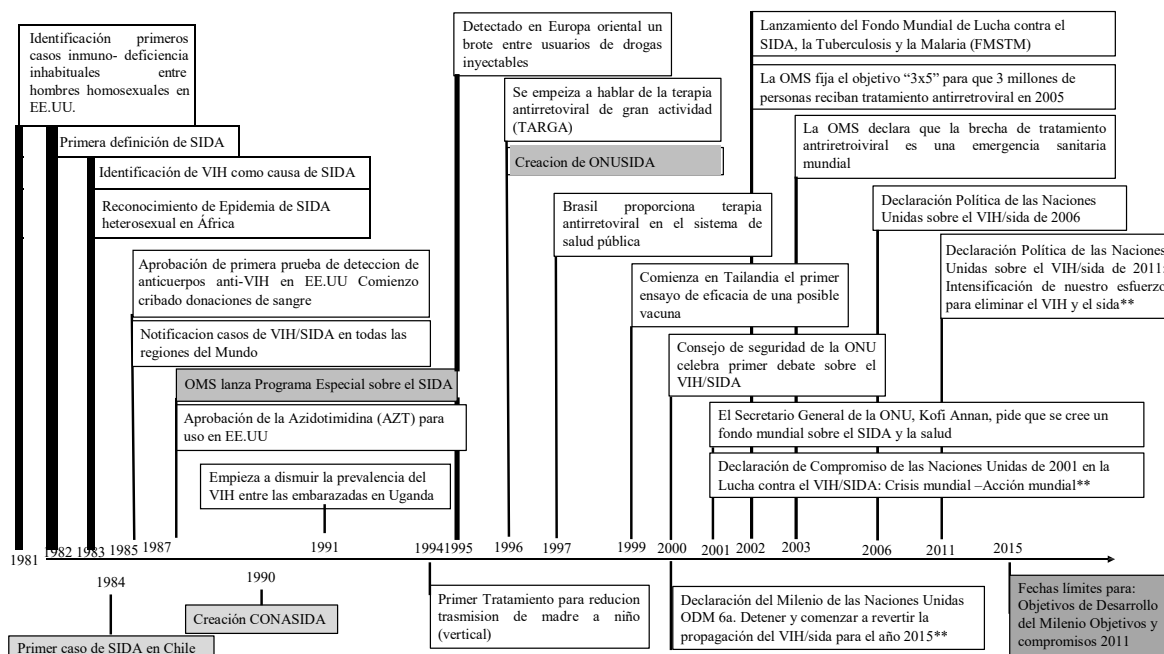 Identificación primeros
casos inmuno- deficiencia
inhabituales entre
hombres homosexuales en
EE.UU.
Primera definición de SIDA
Identificación de VIH como causa de SIDA
Reconocimiento de Epidemia de SIDA
heterosexual en África
Aprobación de primera prueba de deteccion de
anticuerpos anti-VIH en EE.UU Comienzo
cribado donaciones de sangre
Notificacion casos de VIH/SIDA en todas las
regiones del Mundo
OMS lanza Programa Especial sobre el SIDA
Aprobación de la Azidotimidina (AZT) para
uso en EE.UU
Empieza a dismuir la prevalencia del
VIH entre las embarazadas en Uganda
Detectado en Europa oriental un
brote entre usuarios de drogas
inyectables
Se empeiza a hablar de la terapia
antirretoviral de gran actividad
(TARGA)
Creacion de ONUSIDA
Brasil proporciona terapia
antirretoviral en el sistema de
salud pública
Comienza en Tailandia el primer
ensayo de eficacia de una posible
vacuna
Consejo de seguridad de la ONU
celebra primer debate sobre el
VIH/SIDA
Lanzamiento del Fondo Mundial de Lucha contra el
SIDA, la Tuberculosis y la Malaria (FMSTM)
La OMS fija el objetivo “3x5” para que 3 millones de
personas reciban tratamiento antirretroviral en 2005
La OMS declara que la brecha de tratamiento
antriretroiviral es una emergencia sanitaria
mundial
Declaración Política de las Naciones
Unidas sobre el VIH/sida de 2006
Declaración Política de las Naciones
Unidas sobre el VIH/sida de 2011:
Intensificación de nuestro esfuerzo
para eliminar el VIH y el sida**
El Secretario General de la ONU, Kofi Annan, pide que se cree un
fondo mundial sobre el SIDA y la salud
Declaración de Compromiso de las Naciones Unidas de 2001 en la
Lucha contra el VIH/SIDA: Crisis mundial –Acción mundial**
1981 1982 1983 1985 1987 1991 1994 1995 1996 1997 1999 2000 2001 2002 2003 2006 2011 2015
1984 1990
Primer caso de SIDA en Chile
Creación CONASIDA
Primer Tratamiento para reducion
trasmision de madre a niño
(vertical)
Declaración del Milenio de las Naciones Unidas
ODM 6a. Detener y comenzar a revertir la
propagación del VIH/sida para el año 2015**
Fechas límites para:
Objetivos de Desarrollo
del Milenio Objetivos y
compromisos 2011